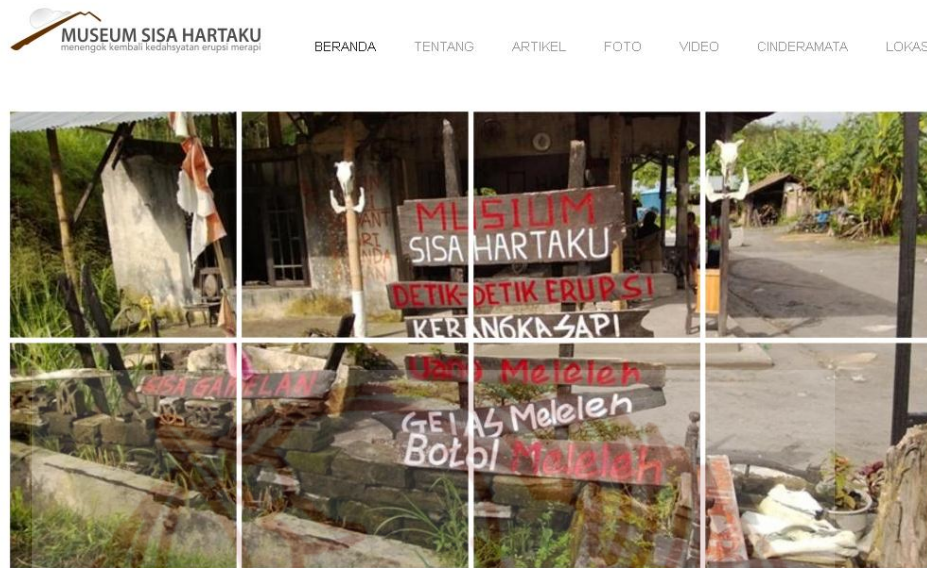 MUSEUM SISA HARTAKU
menengok kembali kedahsyatan erupsi merapi
BERANDA TENTANG ARTIKEL FOTO VIDEO CINDERAMATA LOKAS
MUSIUM
SISA HARTAKU
DETIK-DETIK ERUPSI
KERANGKA SAPI
Uang Meleleh
SISA GAMELAN
GELAS Meleleh
Botol Meleleh